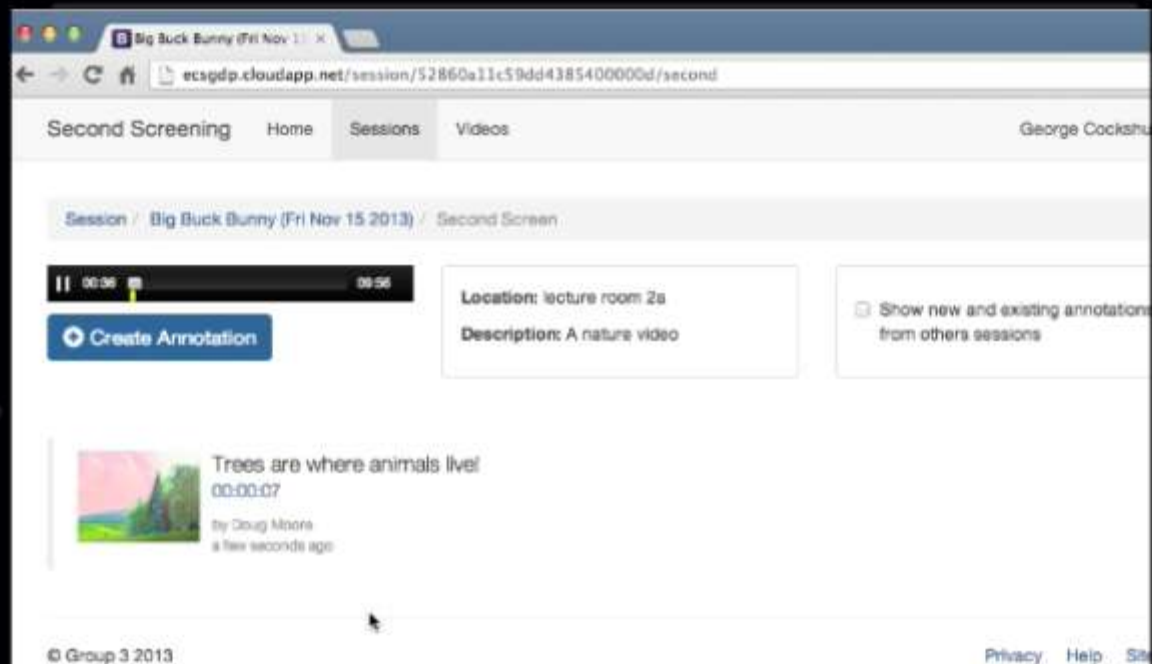 Big Buck Bunny (Fri Nov 1
ecsgdp.cloudapp.net/session/52860a11c59dd4385400000d/second
Second Screening Home Sessions Videos George Cockshu
Session / Big Buck Bunny (Fri Nov 15 2013) / Second Screen
00:36 09:56
Location: lecture room 2a
Description: A nature video
Show new and existing annotations
from others sessions
Create Annotation
Trees are where animals live!
00:00:07
by Doug Moore
a few seconds ago
© Group 3 2013
Privacy Help Site